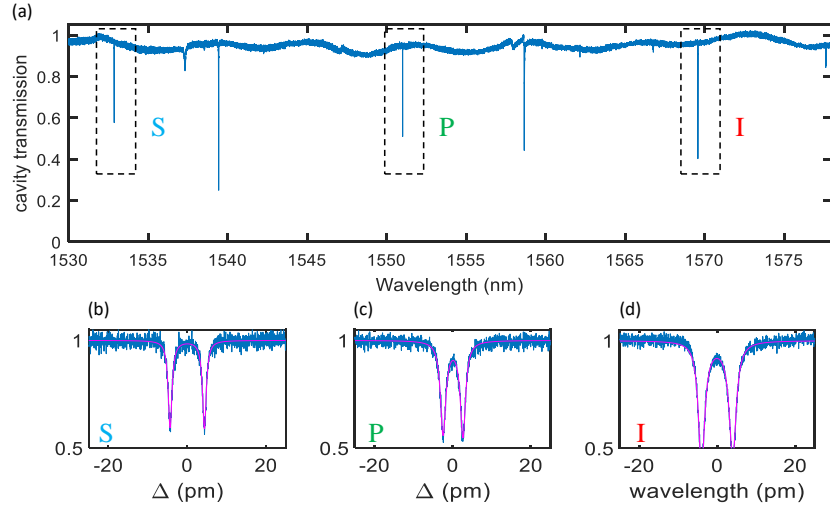 (a)
cavity transmission
1
0.8
0.6
0.4
0.2
0
S
P
I
1530 1535 1540 1545 1550 1555 1560 1565 1570 1575
Wavelength (nm)
(b) (c) (d)
1 1 1
0.5 0.5 0.5
S P I
-20 0 20 -20 0 20 -20 0 20
Δ (pm) Δ (pm) wavelength (pm)